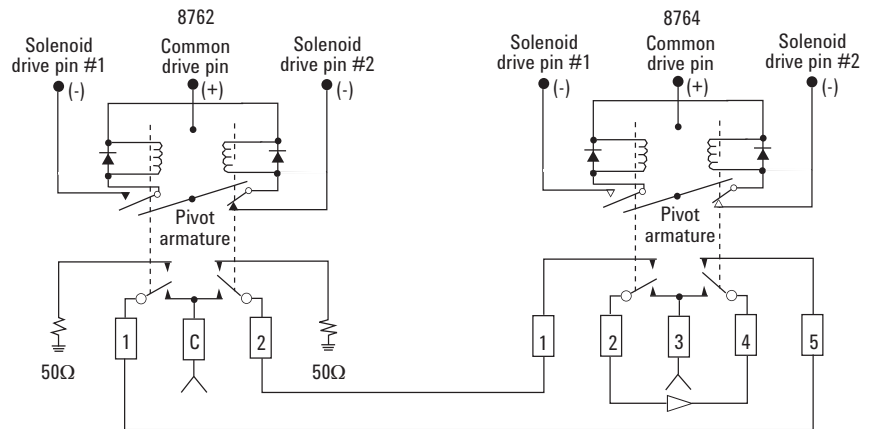 8762
Solenoid
drive pin #1
(-)
Common
drive pin
(+)
Solenoid
drive pin #2
(-)
Pivot
armature
50Ω
1
C
2
50Ω
8764
Solenoid
drive pin #1
(-)
Common
drive pin
(+)
Solenoid
drive pin #2
(-)
Pivot
armature
1
2
3
4
5